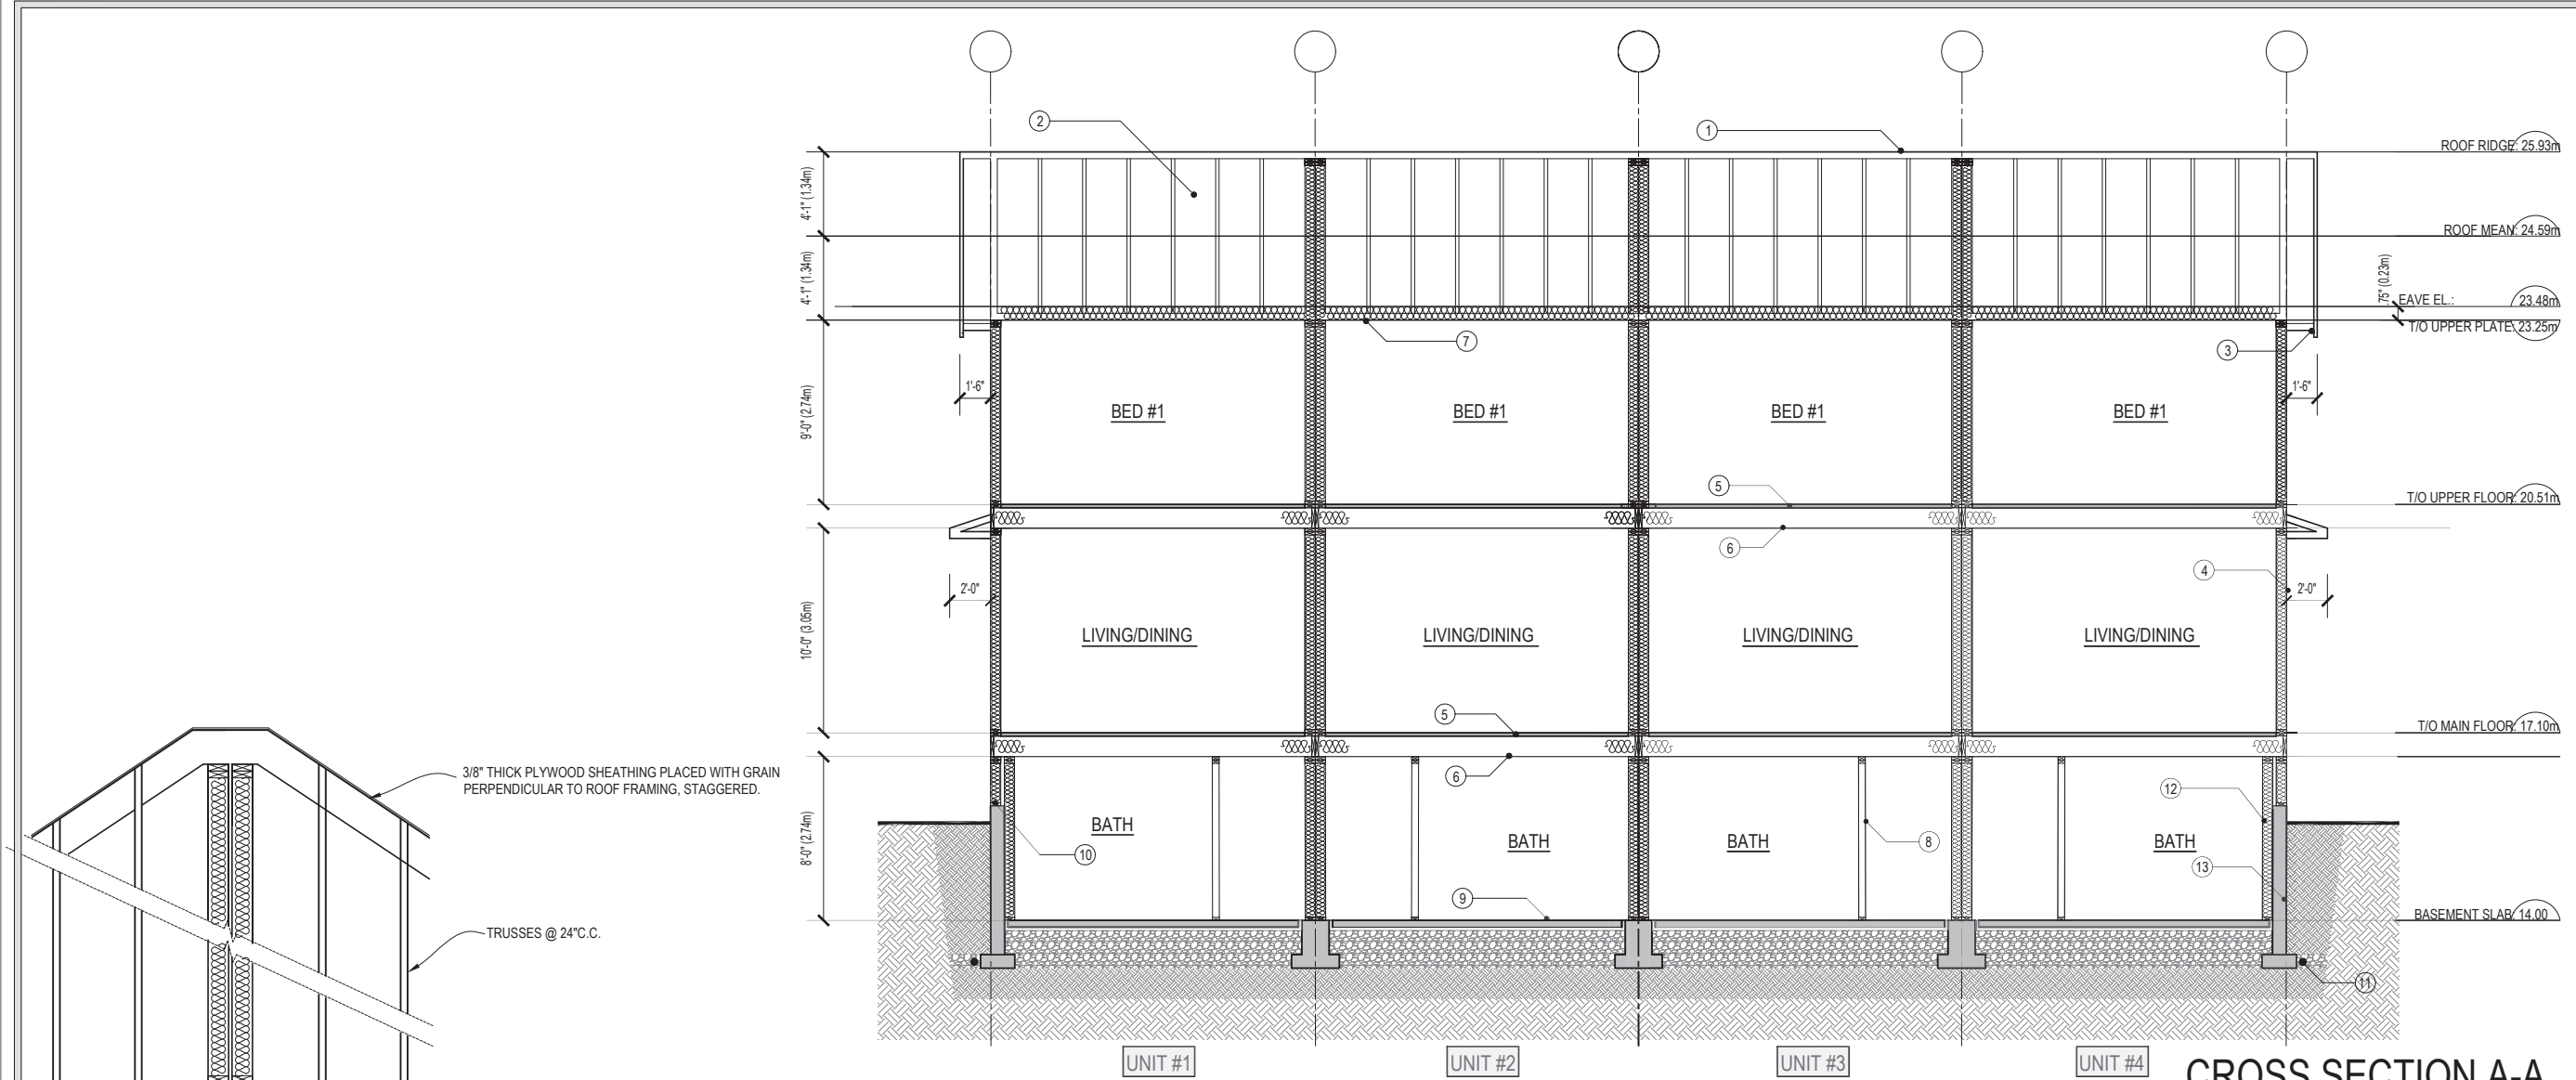 2
1
ROOF RIDGE: 25.93m
4'-1" (1.34m)
ROOF MEAN: 24.59m
4'-1" (1.34m)
.75" (0.23m)
EAVE EL.: 23.48m
T/O UPPER PLATE: 23.25m
7
3
1'-6"
1'-6"
9'-0" (2.74m)
BED #1 BED #1 BED #1 BED #1
5
T/O UPPER FLOOR: 20.51m
6
4
2'-0"
2'-0"
10'-0" (3.05m)
LIVING/DINING LIVING/DINING LIVING/DINING LIVING/DINING
5
T/O MAIN FLOOR: 17.10m
6
3/8" THICK PLYWOOD SHEATHING PLACED WITH GRAIN
PERPENDICULAR TO ROOF FRAMING, STAGGERED.
12
8'-0" (2.74m)
BATH BATH BATH BATH
10
8
13
9
BASEMENT SLAB: 14.00
TRUSSES @ 24"C.C.
11
UNIT #1 UNIT #2 UNIT #3 UNIT #4
CROSS SECTION A-A